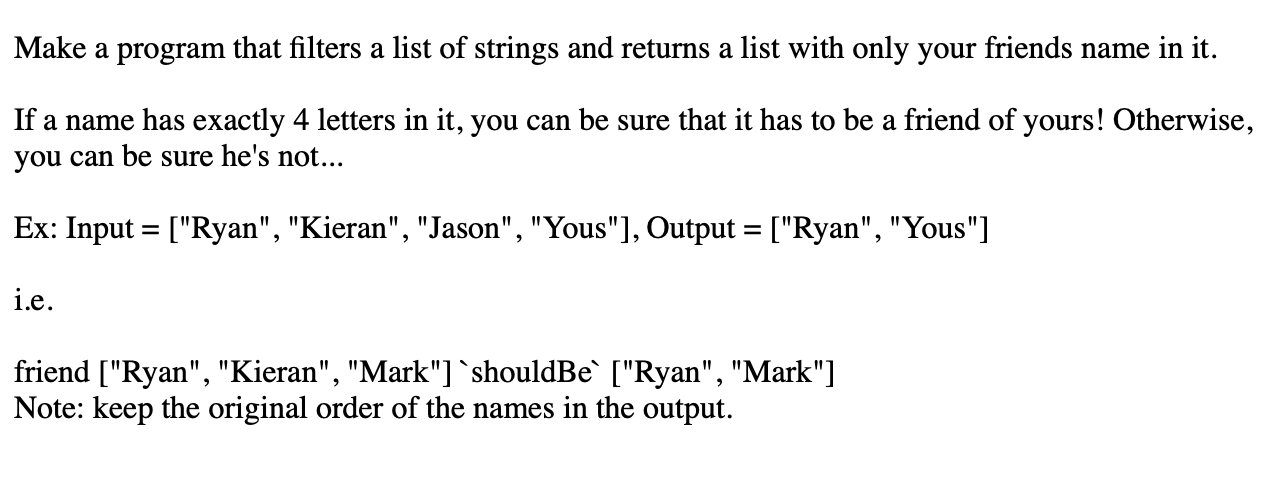 Make a program that filters a list of strings and returns a list with only your friends name in it.
If a name has exactly 4 letters in it, you can be sure that it has to be a friend of yours! Otherwise,
you can be sure he's not...
Ex: Input = ["Ryan", "Kieran", "Jason", "Yous"], Output = ["Ryan", "Yous"]
i.e.
friend ["Ryan", "Kieran", "Mark"] `shouldBe` ["Ryan", "Mark"]
Note: keep the original order of the names in the output.